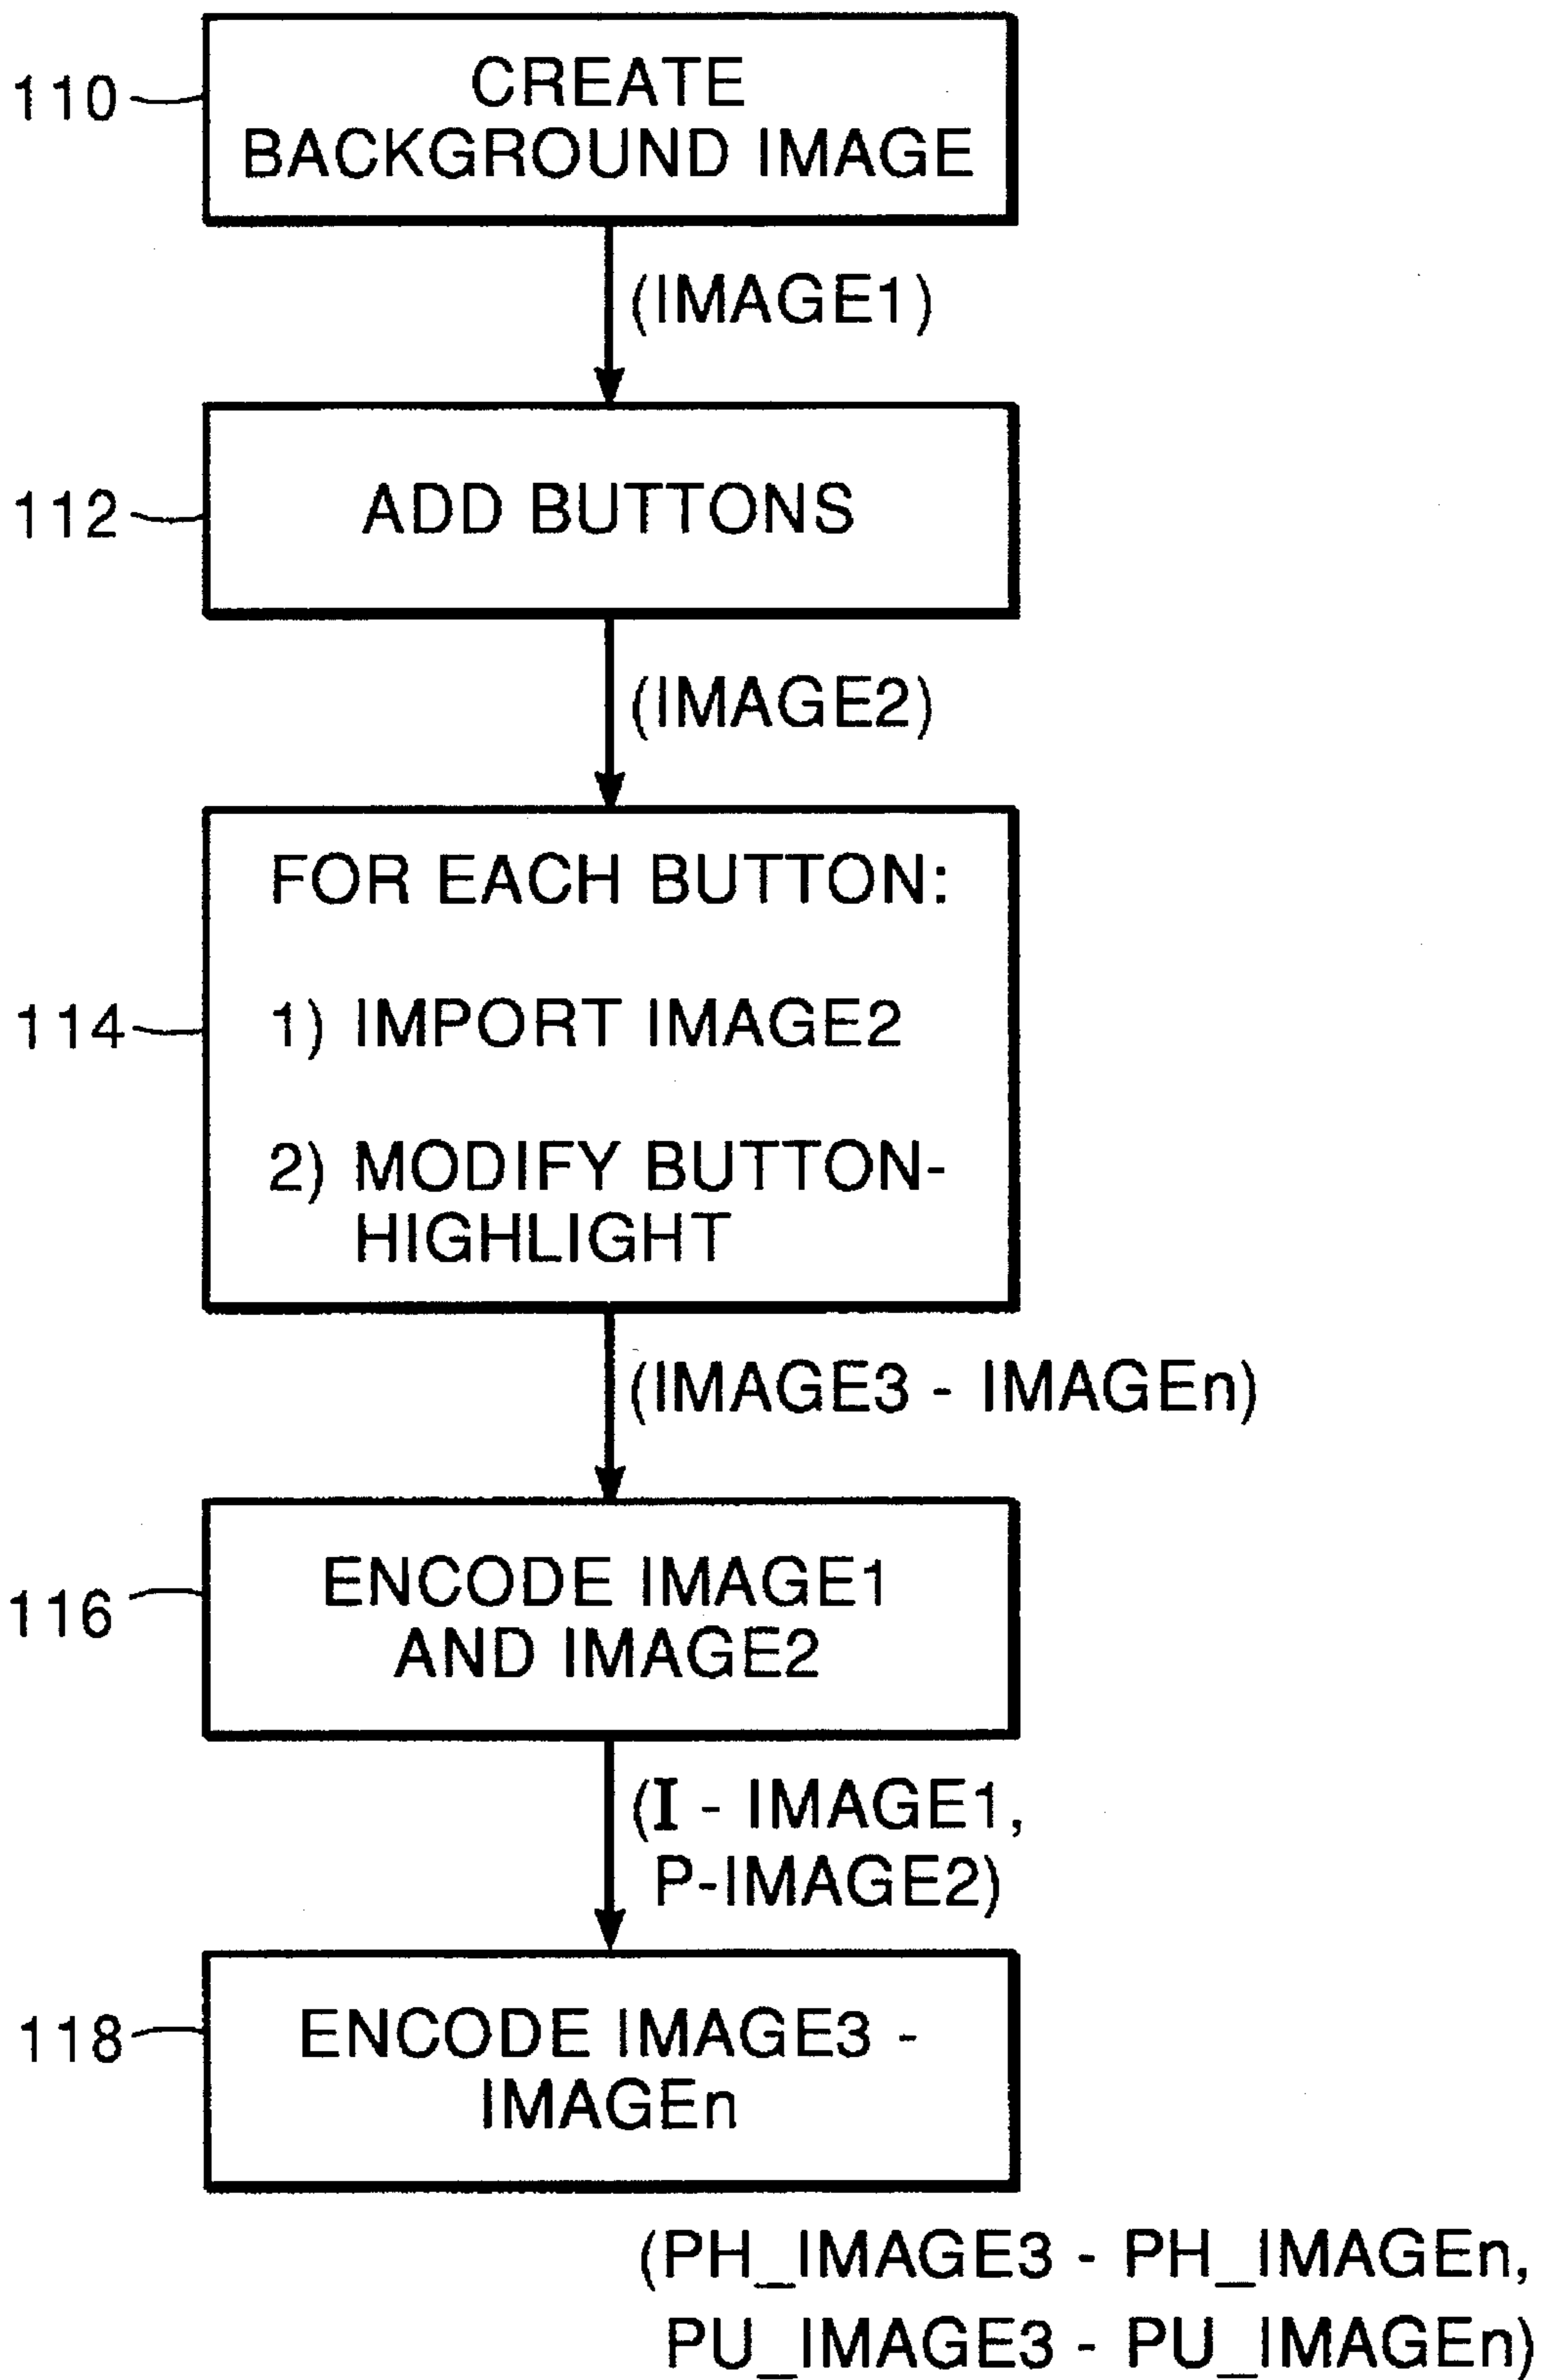 110
CREATE
BACKGROUND IMAGE
(IMAGE1)
112
ADD BUTTONS
(IMAGE2)
114
FOR EACH BUTTON:
1) IMPORT IMAGE2
2) MODIFY BUTTON-
HIGHLIGHT
(IMAGE3 - IMAGEn)
116
ENCODE IMAGE1
AND IMAGE2
(I - IMAGE1,
P-IMAGE2)
118
ENCODE IMAGE3 -
IMAGEn
(PH_IMAGE3 - PH_IMAGEn,
PU_IMAGE3 - PU_IMAGEn)